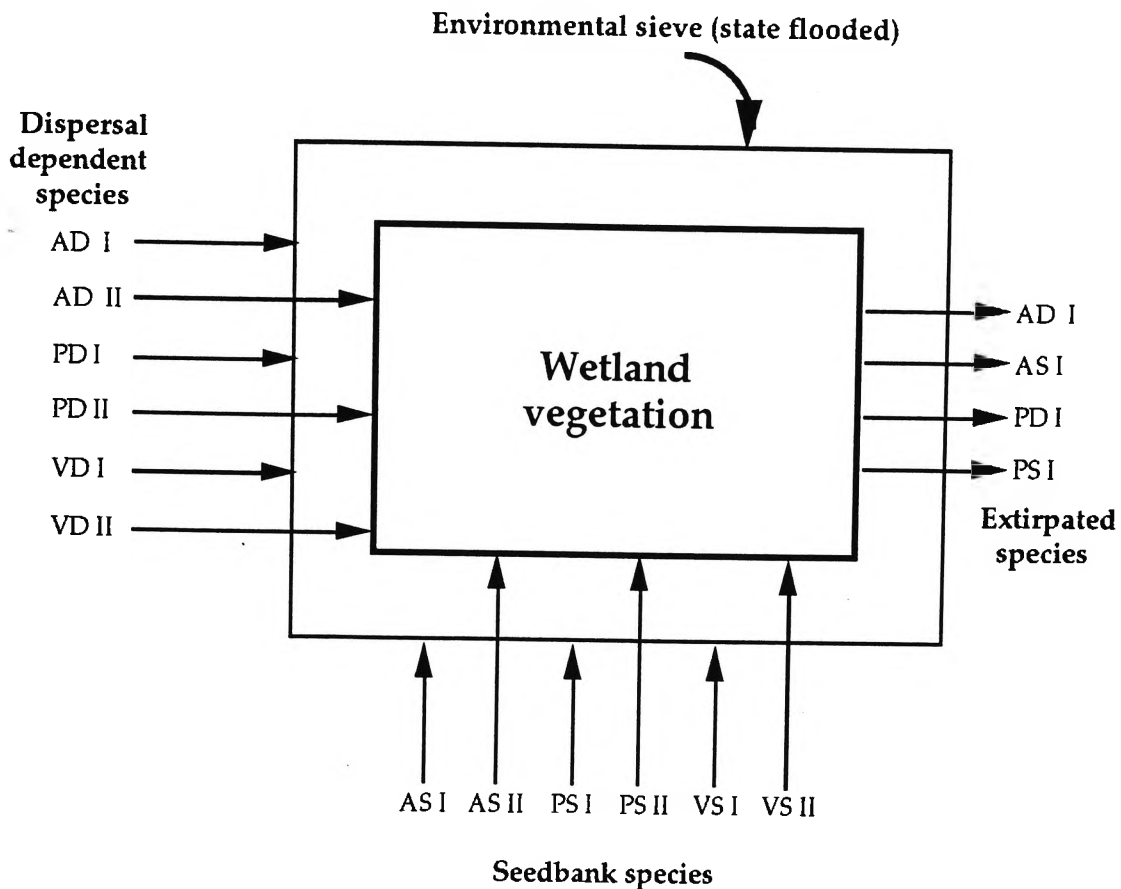 Environmental sieve (state flooded)
Dispersal
dependent
species
AD I
AD II
PD I
PD II
VD I
VD II
Wetland
vegetation
AD I
AS I
PD I
PS I
Extirpated
species
AS I AS II PS I PS II VS I VS II
Seedbank species